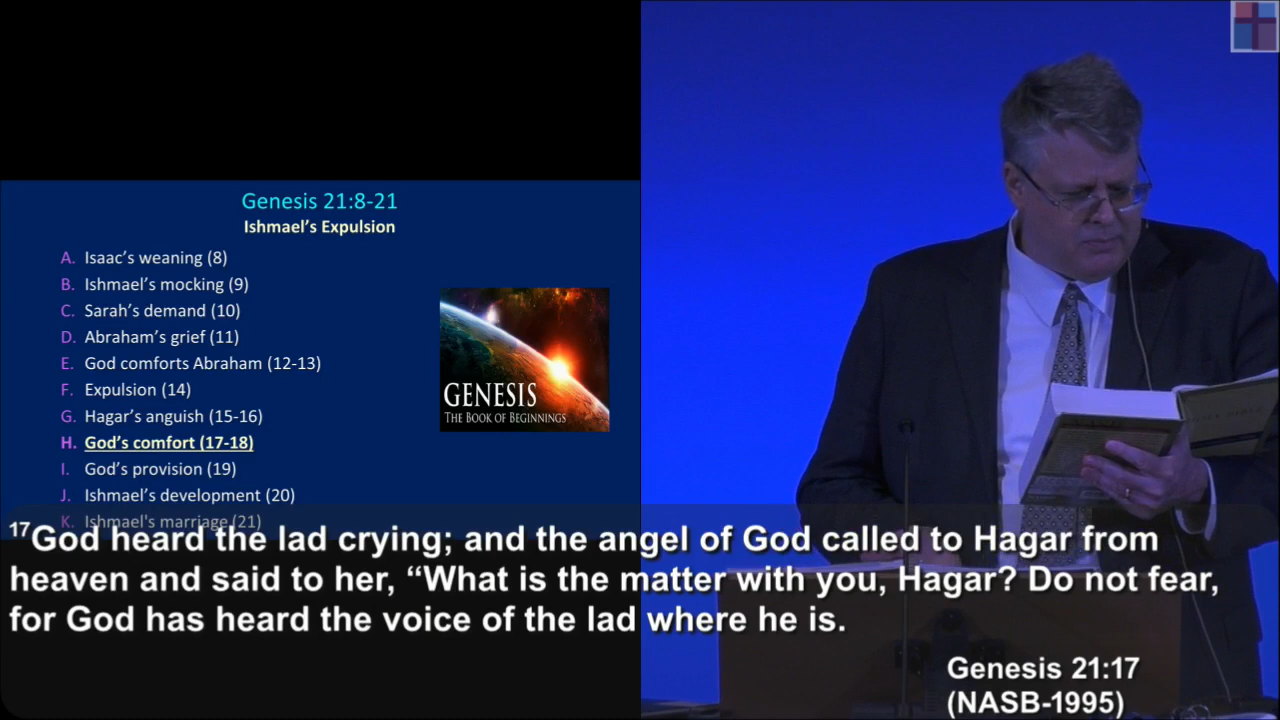 Genesis 21:8-21
Ishmael's Expulsion
A. Isaac's weaning (8)
B. Ishmael's mocking (9)
C. Sarah's demand (10)
D. Abraham's grief (11)
E. God comforts Abraham (12-13)
F. Expulsion (14)
G. Hagar's anguish (15-16)
H. God's comfort (17-18)
I. God's provision (19)
J. Ishmael's development (20)
K. Ishmael's marriage (21)
GENESIS
THE BOOK OF BEGINNINGS
17God heard the lad crying; and the angel of God called to Hagar from
heaven and said to her, “What is the matter with you, Hagar? Do not fear,
for God has heard the voice of the lad where he is.
Genesis 21:17
(NASB-1995)